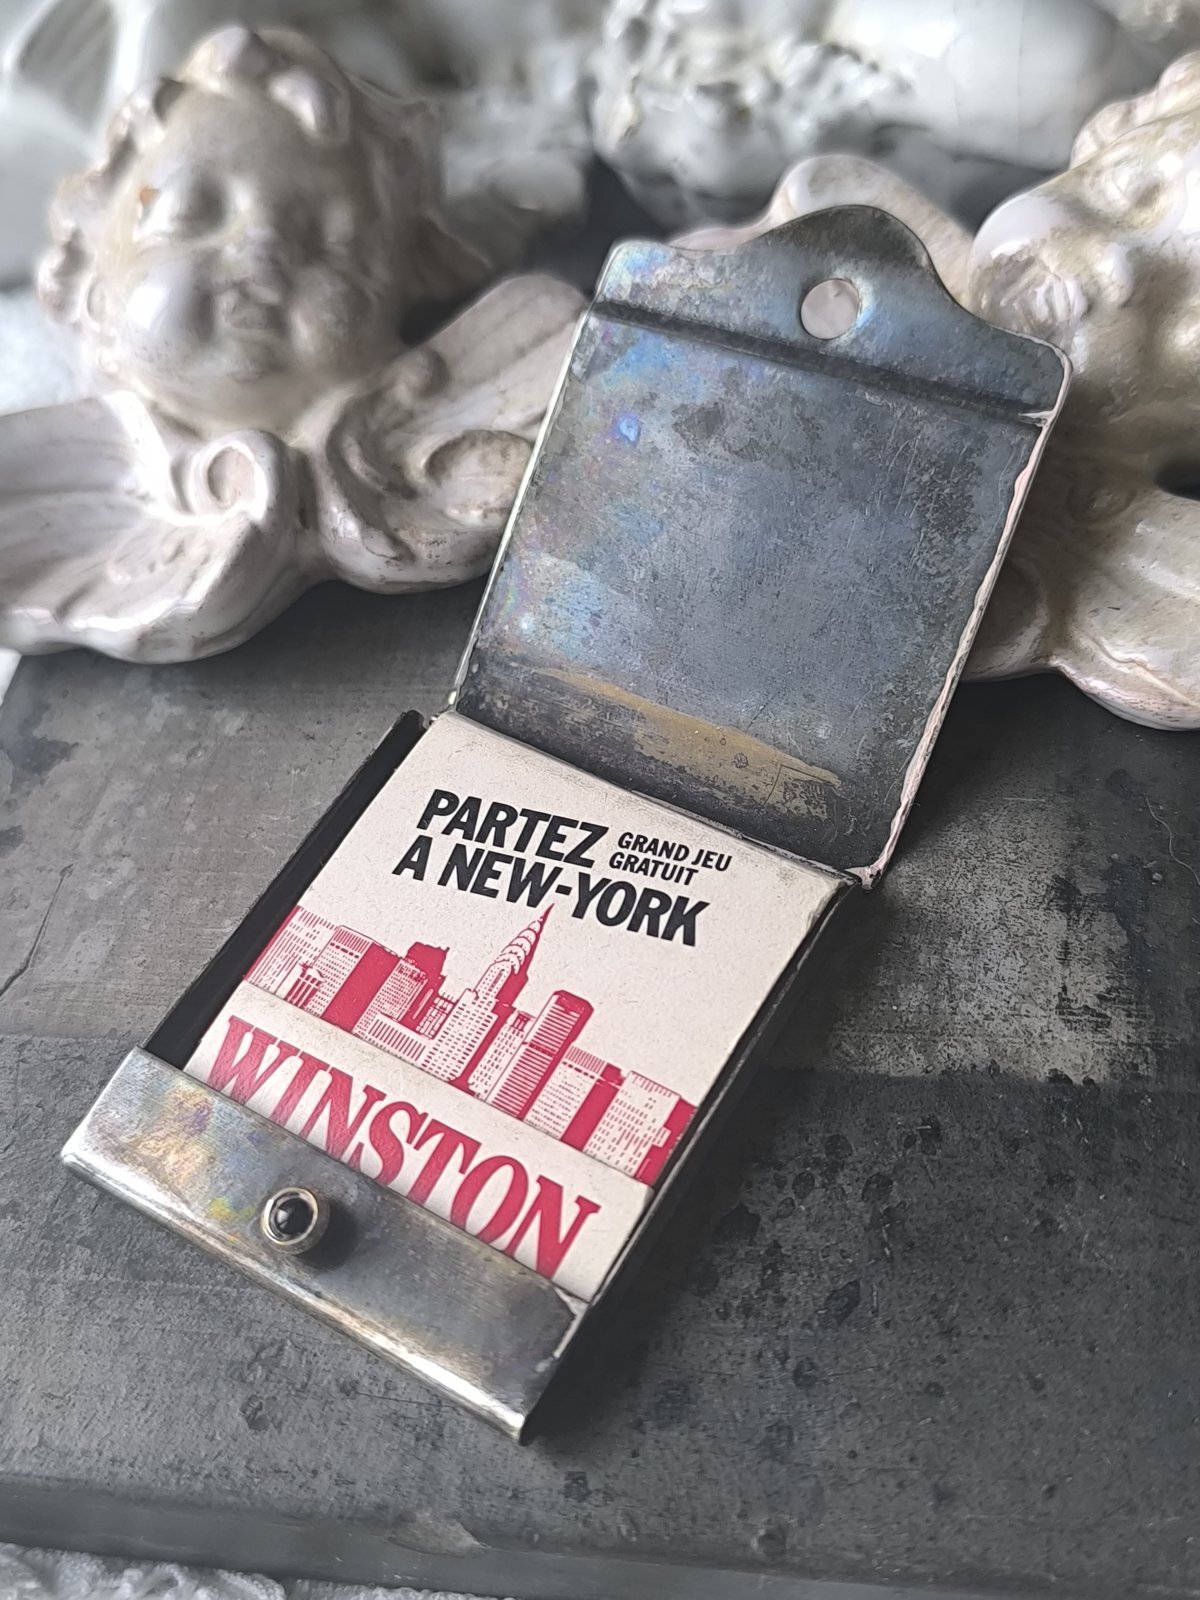 PARTEZ
A NEW-YORK
GRAND JEU
GRATUIT
WINSTON